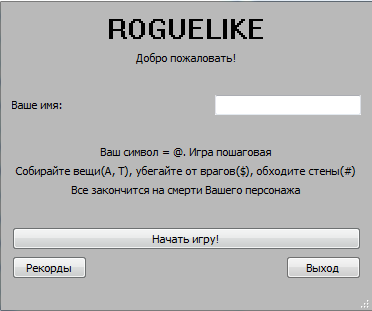 ROGUELIKE
Добро пожаловать!
Ваше имя:
Ваш символ = @. Игра пошаговая
Собирайте вещи(A, T), убегайте от врагов($), обходите стены(#)
Все закончится на смерти Вашего персонажа
Начать игру!
Рекорды
Выход